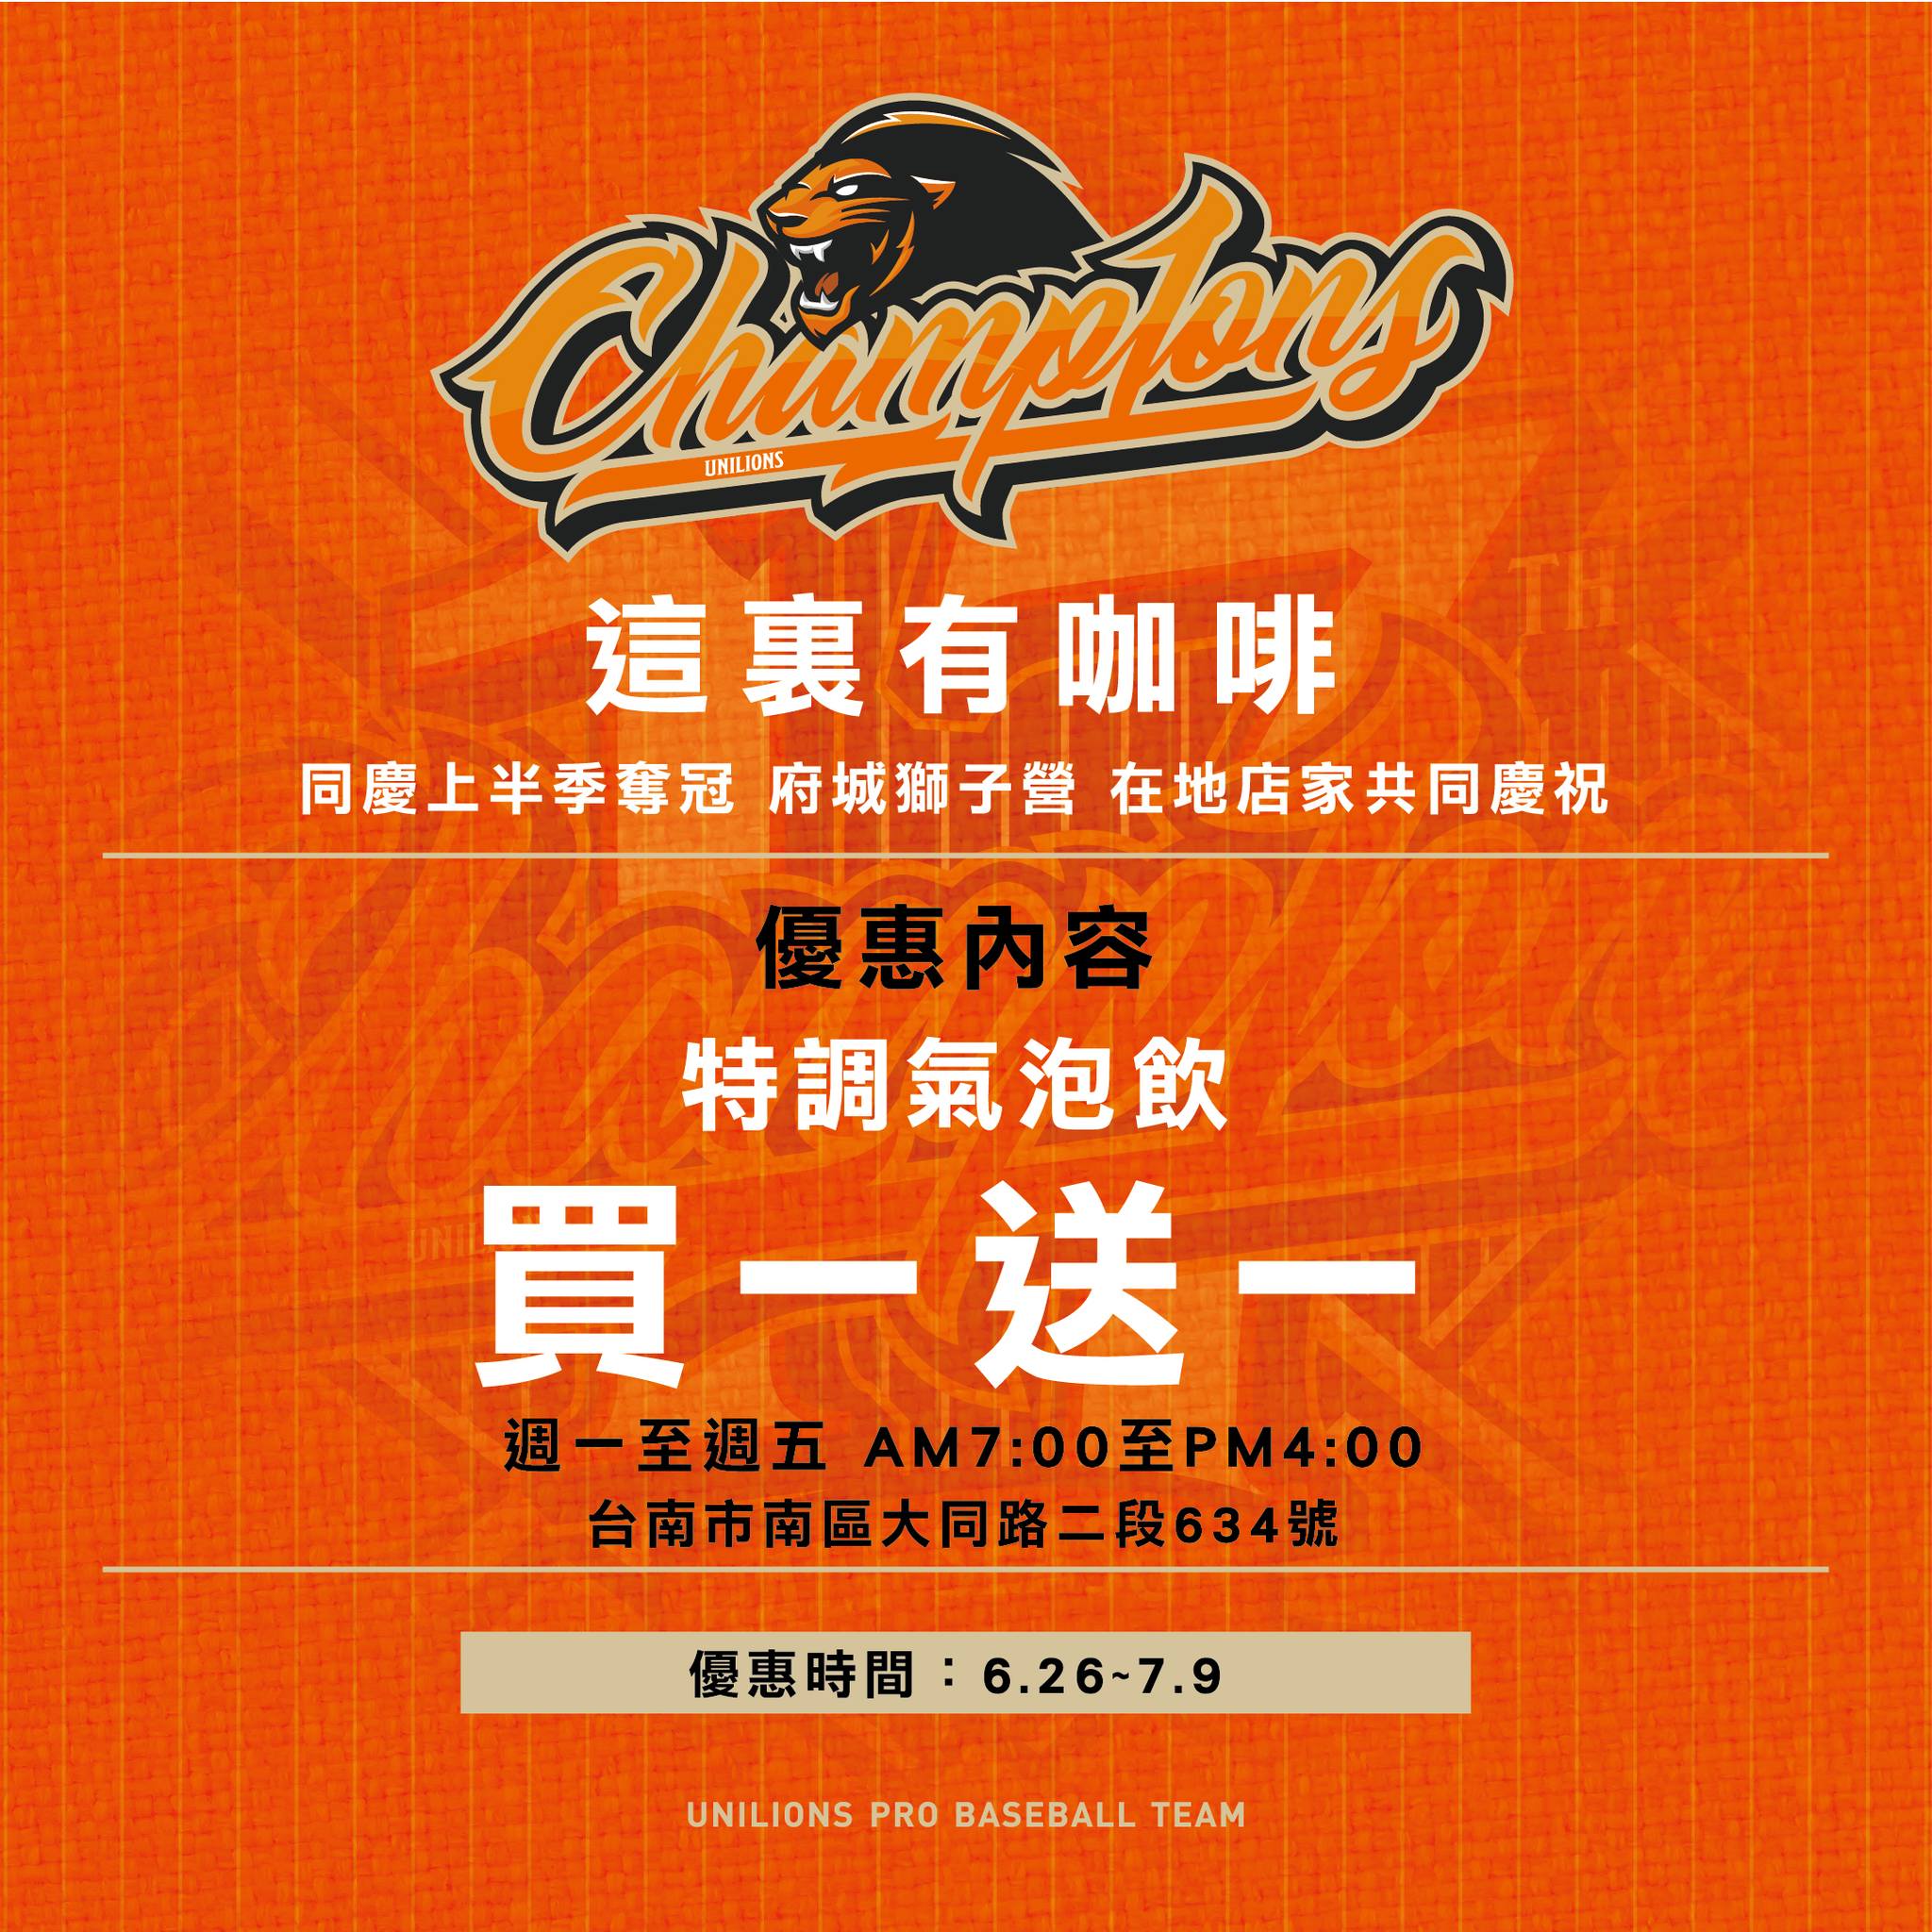 Champ1ons
UNILIONS
這裏有咖啡
同慶上半季奪冠 府城獅子營 在地店家共同慶祝
優惠內容
特調氣泡飲
買一送一
週一至週五 AM7:00至PM4:00
台南市南區大同路二段634號
優惠時間：6.26~7.9
UNILIONS PRO BASEBALL TEAM